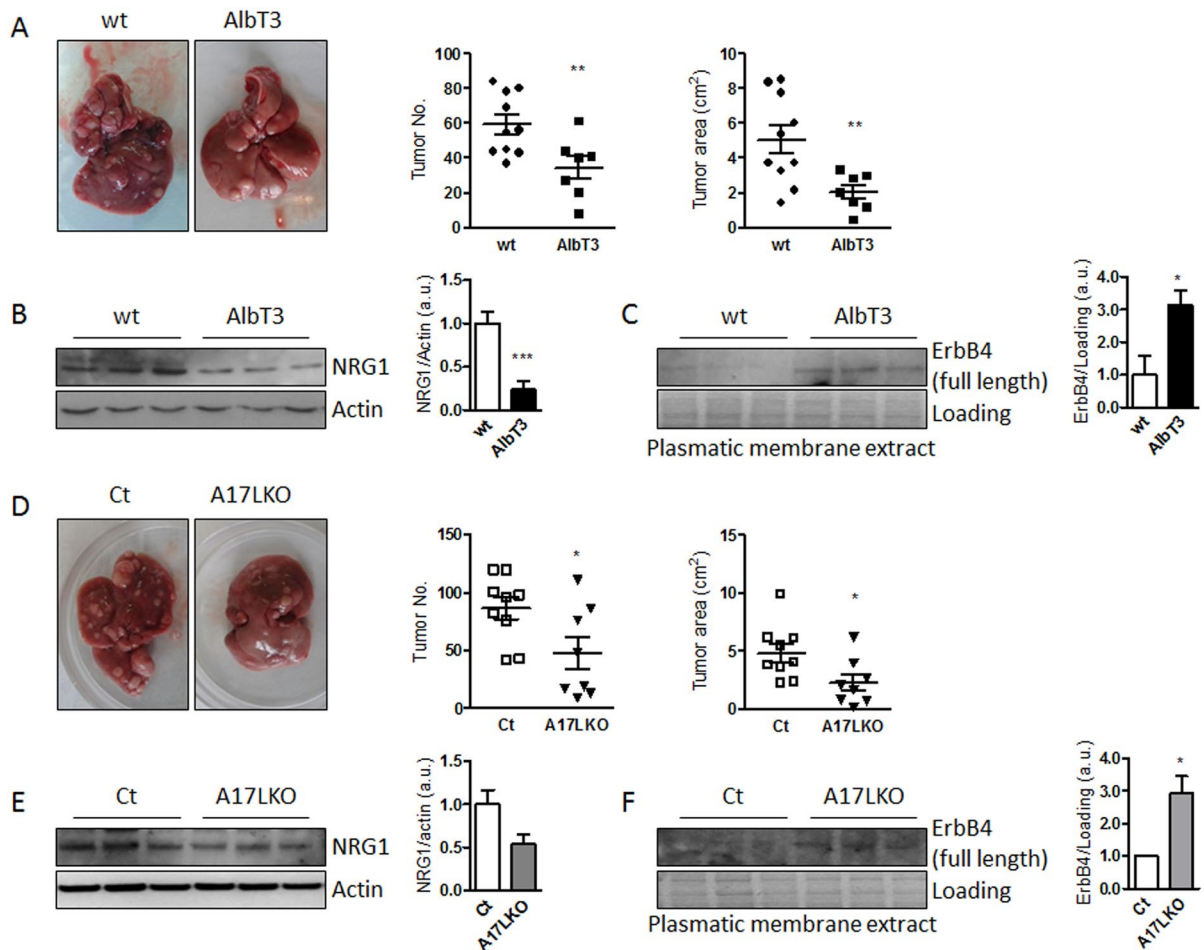 A
wt
AlbT3
Tumor No.
100
80
60
40
20
0
**
wt
AlbT3
Tumor area (cm²)
10
8
6
4
2
0
**
wt
AlbT3
B
wt
AlbT3
NRG1
Actin
NRG1/Actin (a.u.)
1.5
1.0
0.5
0.0
***
wt
AlbT3
C
wt
AlbT3
ErbB4
(full length)
Loading
Plasmatic membrane extract
ErbB4/Loading (a.u.)
4.0
3.0
2.0
1.0
0.0
*
wt
AlbT3
D
Ct
A17LKO
Tumor No.
150
100
50
0
*
Ct
A17LKO
Tumor area (cm²)
15
10
5
0
*
Ct
A17LKO
E
Ct
A17LKO
NRG1
Actin
NRG1/actin (a.u.)
1.5
1.0
0.5
0.0
Ct
A17LKO
F
Ct
A17LKO
ErbB4
(full length)
Loading
Plasmatic membrane extract
ErbB4/Loading (a.u.)
4.0
3.0
2.0
1.0
0.0
*
Ct
A17LKO